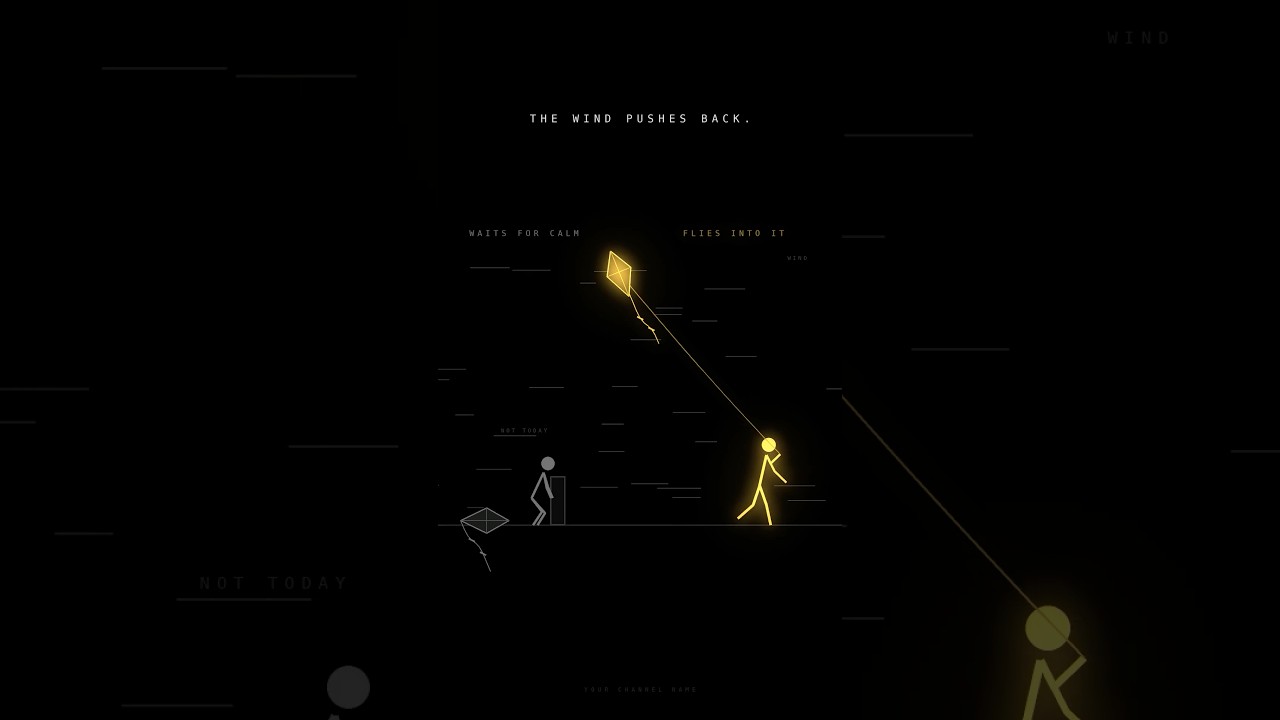 WIND
THE WIND PUSHES BACK.
WAITS FOR CALM
FLIES INTO IT
WIND
NOT TODAY
NOT TODAY
YOUR CHANNEL NAME